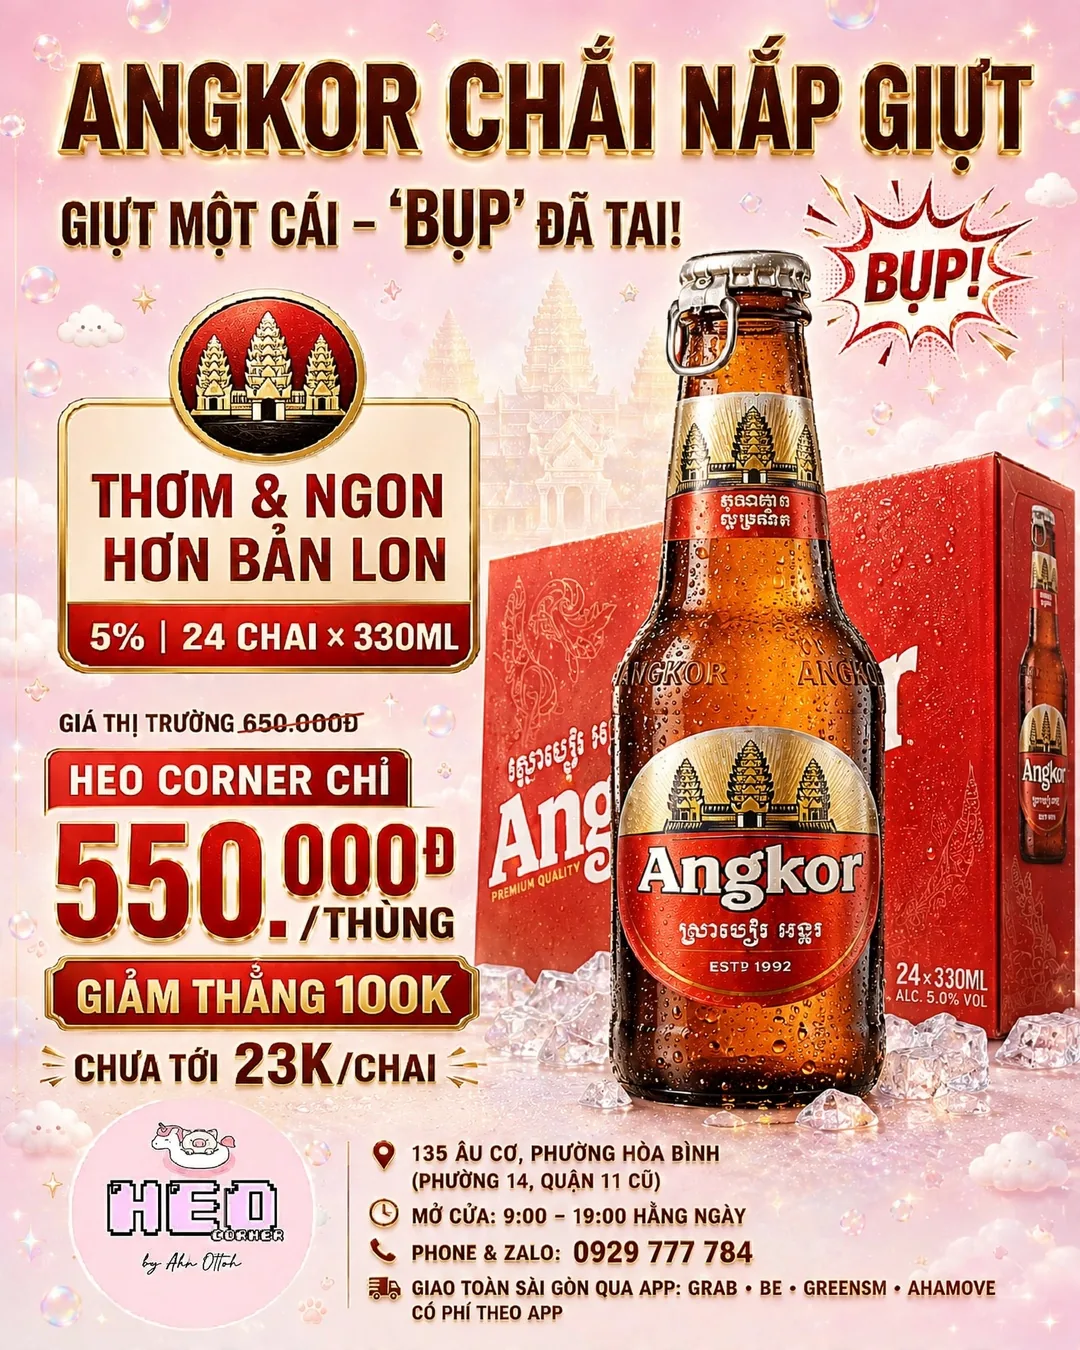 ANGKOR CHẮI NẮP GIỰT
GIỰT MỘT CÁI – ‘BỤP’ ĐÃ TAI!
BỤP!
THƠM & NGON
HƠN BẢN LON
5% | 24 CHAI × 330ML
GIÁ THỊ TRƯỜNG 650.000Đ
HEO CORNER CHỈ
550.000Đ
/THÙNG
GIẢM THẲNG 100K
CHƯA TỚI 23K/CHAI
ANGKOR
ANGKOR
Angkor
ESTD 1992
Ang
r
PREMIUM QUALITY
24×330ML
ALC. 5.0% VOL
Angkor
HEO
CORNER
by Ahn Ottoh
135 ÂU CƠ, PHƯỜNG HÒA BÌNH
(PHƯỜNG 14, QUẬN 11 CŨ)
MỞ CỬA: 9:00 – 19:00 HẰNG NGÀY
PHONE & ZALO: 0929 777 784
GIAO TOÀN SÀI GÒN QUA APP: GRAB • BE • GREENSM • AHAMOVE
CÓ PHÍ THEO APP